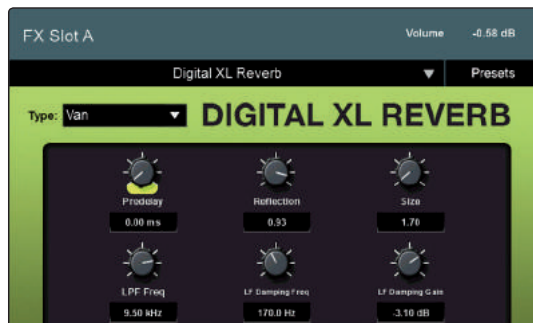 FX Slot A Volume -0.58 dB
Digital XL Reverb Presets
Type: Van DIGITAL XL REVERB
Predelay Reflection Size
0.00 ms 0.93 1.70
LPF Freq LF Damping Freq LF Damping Gain
9.50 kHz 170.0 Hz -3.10 dB